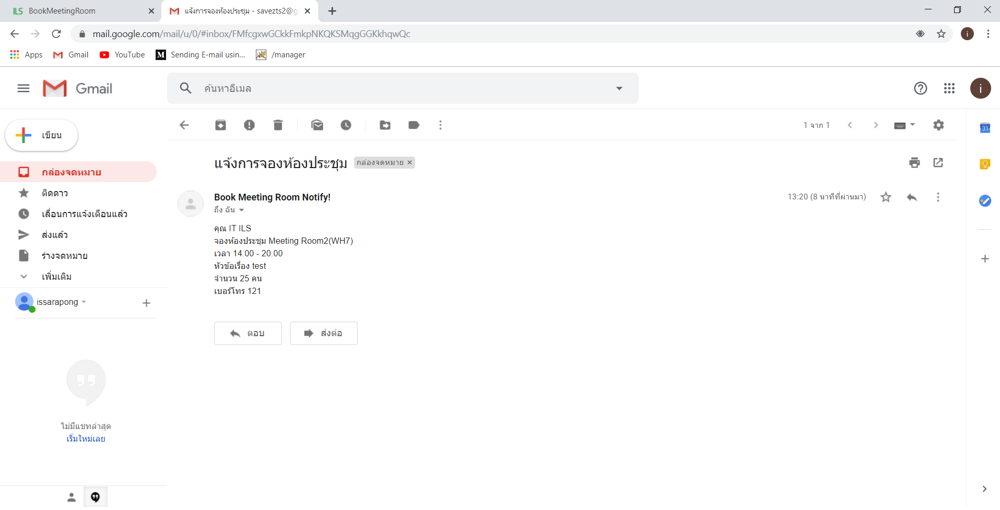 ILS BookMeetingRoom
แจ้งการจองห้องประชุม - savezts2@g
mail.google.com/mail/u/0/#inbox/FMfcgxwGCkkFmkpNKQKSMqgGGKkhqwQc
i
Apps
Gmail
YouTube
M Sending E-mail usin...
/manager
Gmail
ค้นหาอีเมล
i
เขียน
1 จาก 1
31
กล่องจดหมาย
ติดดาว
เลื่อนการแจ้งเตือนแล้ว
ส่งแล้ว
ร่างจดหมาย
เพิ่มเติม
issarapong
ไม่มีแชทล่าสุด
เริ่มใหม่เลย
แจ้งการจองห้องประชุม กล่องจดหมาย
Book Meeting Room Notify!
13:20 (8 นาทีที่ผ่านมา)
ถึง ฉัน
คุณ IT ILS
จองห้องประชุม Meeting Room2(WH7)
เวลา 14.00 - 20.00
หัวข้อเรื่อง test
จำนวน 25 คน
เบอร์โทร 121
ตอบ
ส่งต่อ